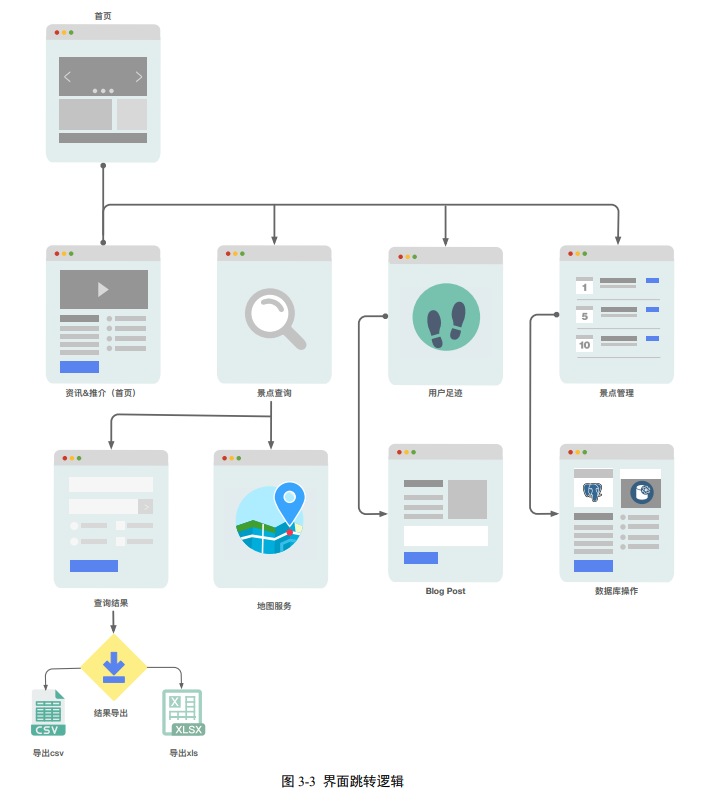 首页
资讯&推介（首页）
景点查询
用户足迹
1
5
10
景点管理
查询结果
地图服务
Blog Post
数据库操作
结果导出
CSV
导出csv
X
XLSX
导出xls
图 3-3 界面跳转逻辑